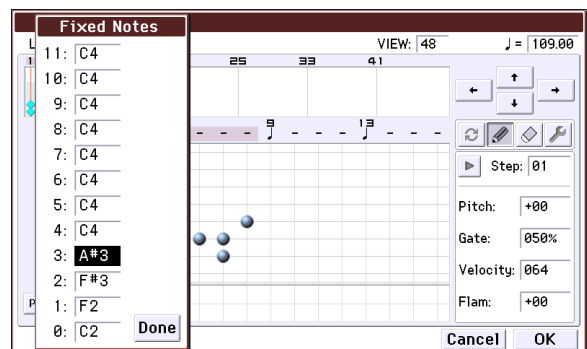 Fixed Notes
L
VIEW: 48
♩= 109.00
11: C4
10: C4
9: C4
8: C4
7: C4
6: C4
5: C4
4: C4
3: A#3
2: F#3
1: F2
0: C2
Done
1
25
33
41
9
13
Step: 01
Pitch: +00
Gate: 050%
Velocity: 064
Flam: +00
P
Cancel
OK